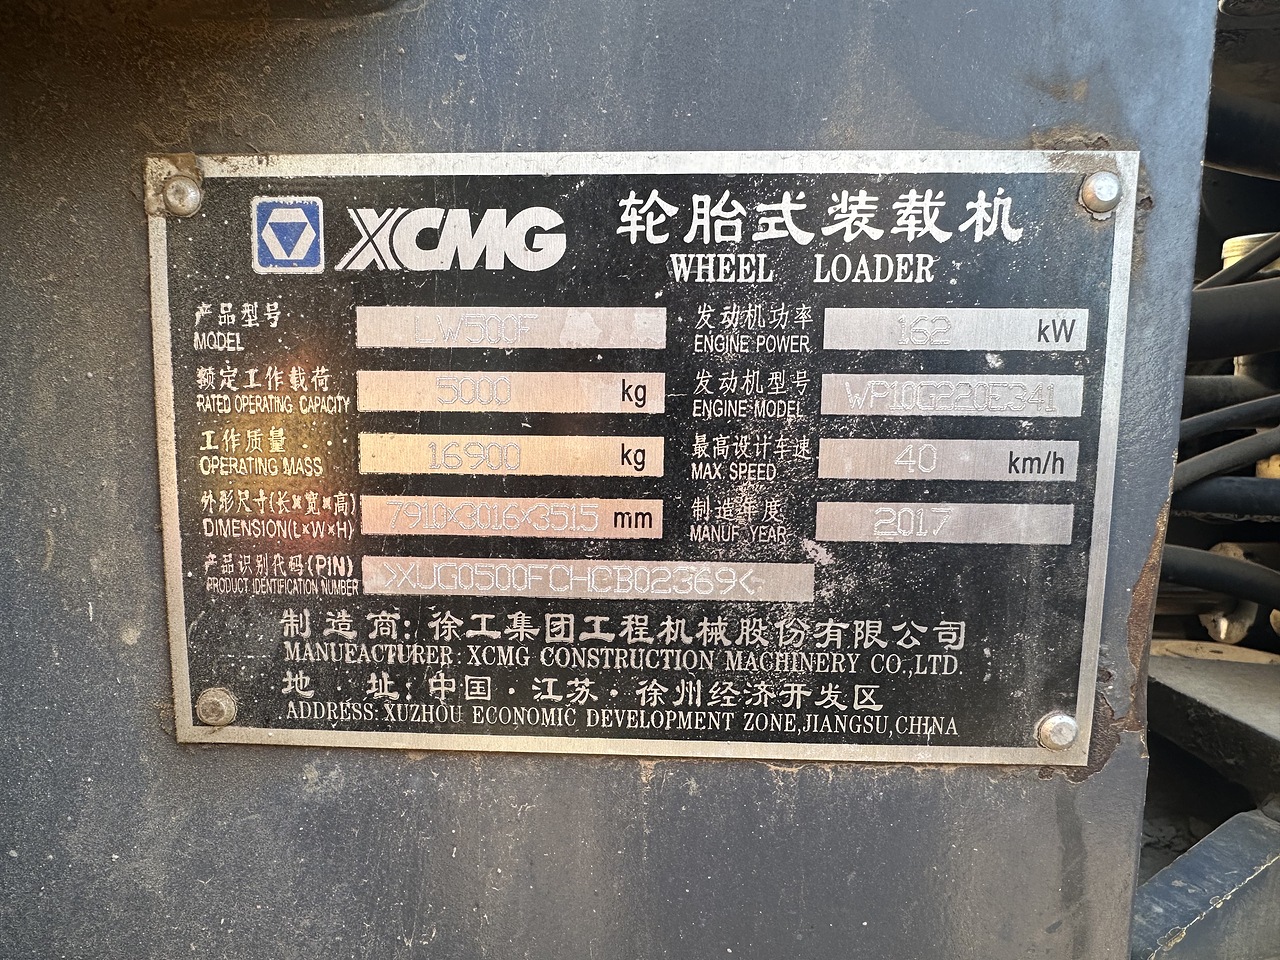 XCMG 轮胎式装载机
WHEEL LOADER
产品型号 LW500F 发动机功率 162 kW
MODEL ENGINE POWER
额定工作载荷 5000 kg 发动机型号 WP10G220E341
RATED OPERATING CAPACITY ENGINE MODEL
工作质量 16900 kg 最高设计车速 40 km/h
OPERATING MASS MAX SPEED
外形尺寸(长×宽×高) 7910×3016×3515 mm 制造年度 2017
DIMENSION(L×W×H) MANUF YEAR
产品识别代码(PIN) >XUG0500FCHCB02369<
PRODUCT IDENTIFICATION NUMBER
制造商: 徐工集团工程机械股份有限公司
MANUFACTURER: XCMG CONSTRUCTION MACHINERY CO.,LTD.
地 址: 中国·江苏·徐州经济开发区
ADDRESS: XUZHOU ECONOMIC DEVELOPMENT ZONE,JIANGSU,CHINA